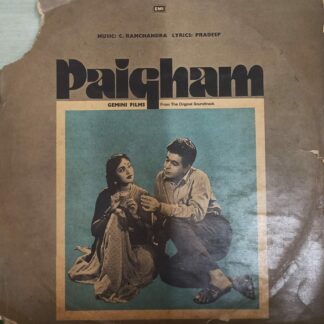 EMI
MUSIC: C. RAMCHANDRA LYRICS: PRADEEP
Paigham
GEMINI FILMS From The Original Soundtrack